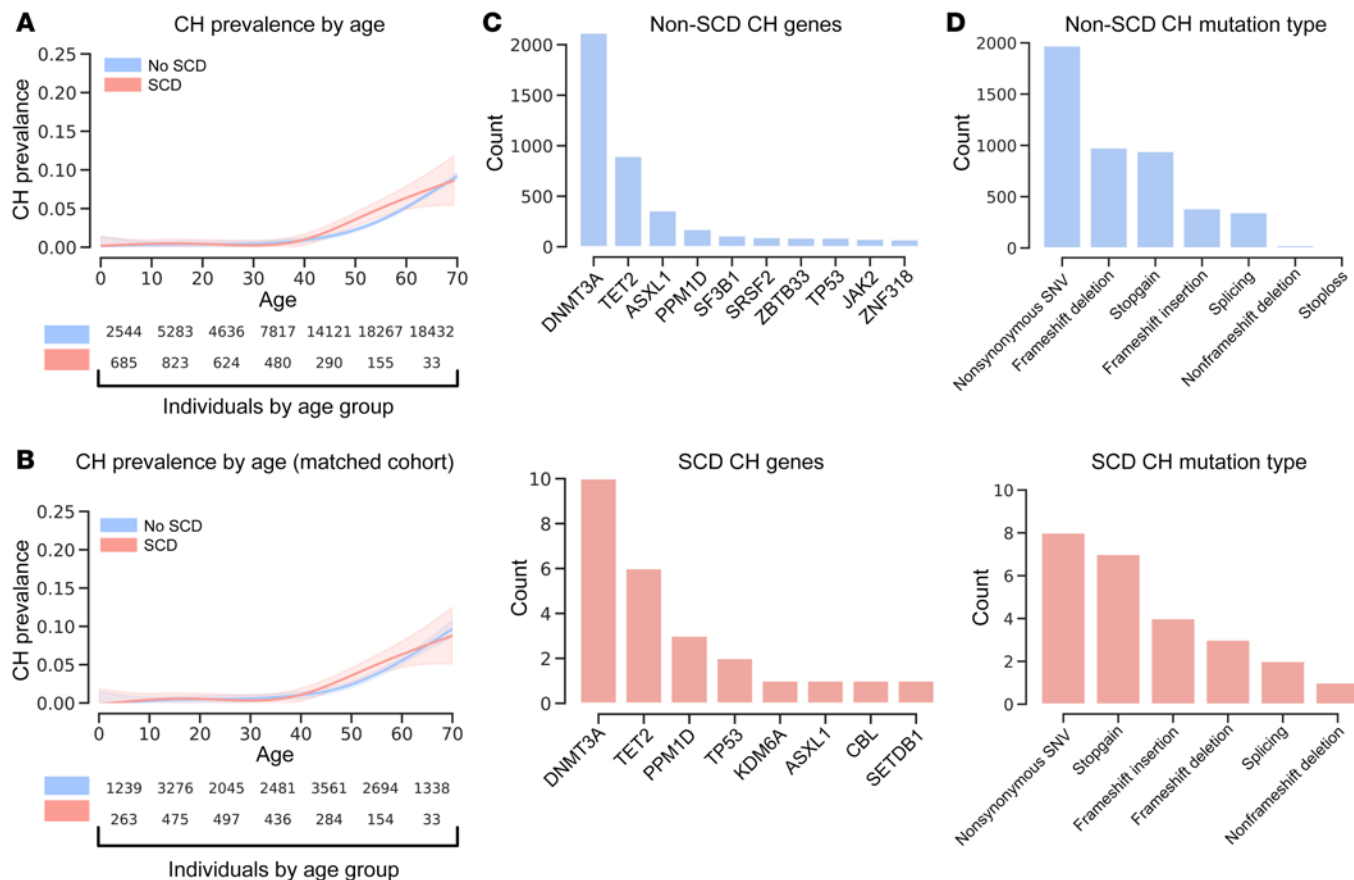 A
CH prevalence by age
0.25
0.20
0.15
0.10
0.05
0.00
CH prevalance
No SCD
SCD
0 10 20 30 40 50 60 70
Age
2544 5283 4636 7817 14121 18267 18432
685 823 624 480 290 155 33
Individuals by age group
B
CH prevalence by age (matched cohort)
0.25
0.20
0.15
0.10
0.05
0.00
CH prevalance
No SCD
SCD
0 10 20 30 40 50 60 70
Age
1239 3276 2045 2481 3561 2694 1338
263 475 497 436 284 154 33
Individuals by age group
C
Non-SCD CH genes
2000
1500
1000
500
0
Count
DNMT3A
TET2
ASXL1
PPM1D
SF3B1
SRSF2
ZBTB33
TP53
JAK2
ZNF318
SCD CH genes
10
8
6
4
2
0
Count
DNMT3A
TET2
PPM1D
TP53
KDM6A
ASXL1
CBL
SETDB1
D
Non-SCD CH mutation type
2000
1500
1000
500
0
Count
Nonsynonymous SNV
Frameshift deletion
Stopgain
Frameshift insertion
Splicing
Nonframeshift deletion
Stoploss
SCD CH mutation type
10
8
6
4
2
0
Count
Nonsynonymous SNV
Stopgain
Frameshift insertion
Frameshift deletion
Splicing
Nonframeshift deletion